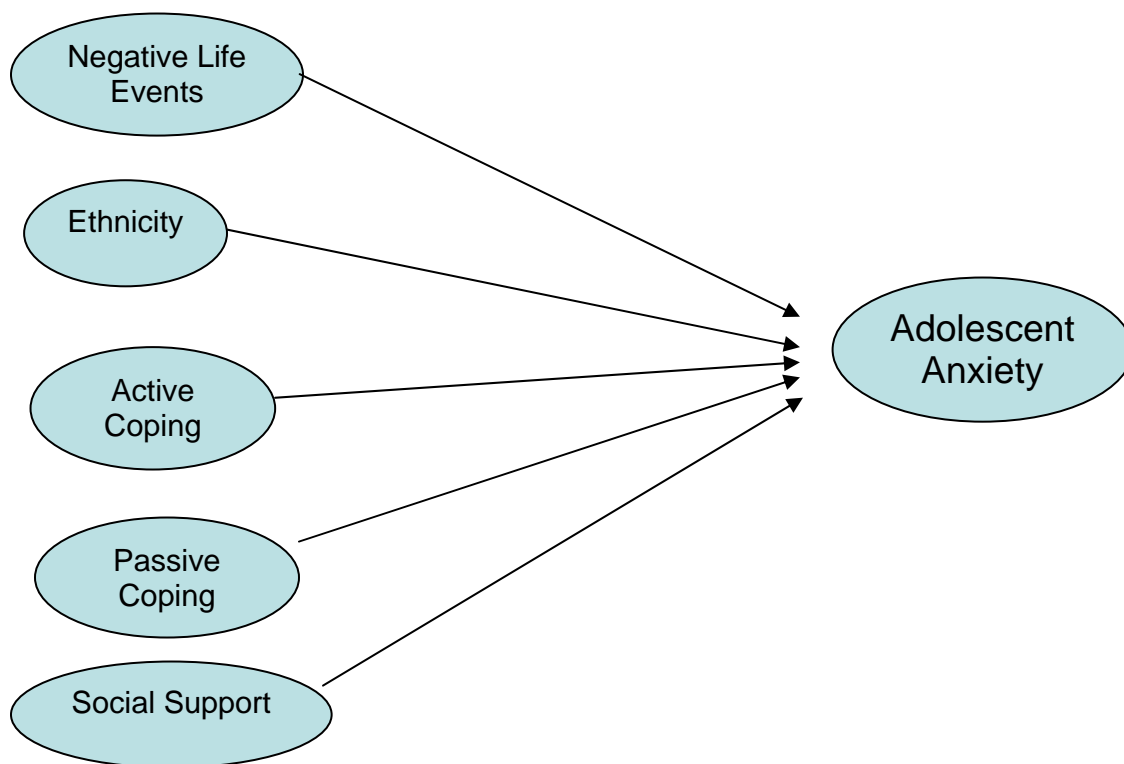 Negative Life
Events
Ethnicity
Active
Coping
Passive
Coping
Social Support
Adolescent
Anxiety